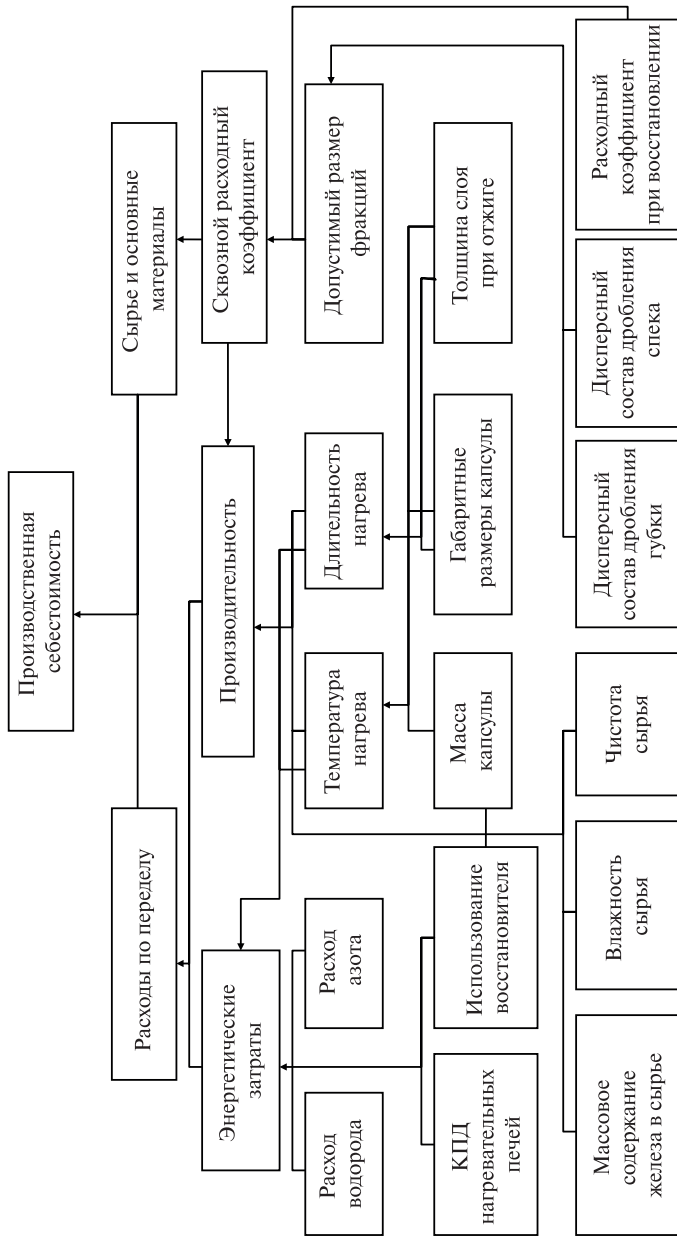 Производственная
себестоимость
Расходы по переделу
Сырье и основные
материалы
Энергетические
затраты
Производительность
Сквозной расходный
коэффициент
Расход
водорода
Расход
азота
Температура
нагрева
Длительность
нагрева
Допустимый размер
фракций
КПД
нагревательных
печей
Использование
восстановителя
Масса
капсулы
Габаритные
размеры капсулы
Толщина слоя
при отжиге
Массовое
содержание
железа в сырье
Влажность
сырья
Чистота
сырья
Дисперсный
состав дробления
губки
Дисперсный
состав дробления
спека
Расходный
коэффициент
при восстановлении